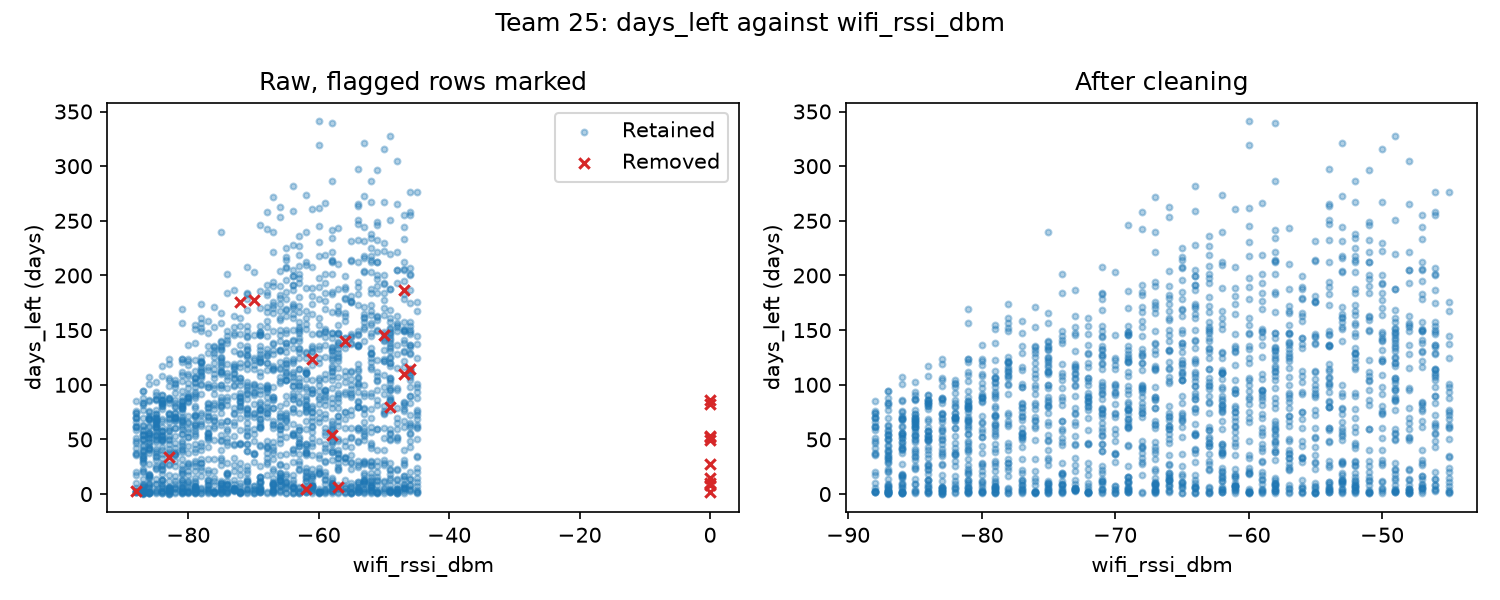 Team 25: days_left against wifi_rssi_dbm
Raw, flagged rows marked
350
300
250
200
150
100
50
0
days_left (days)
Retained
Removed
−80
−60
−40
−20
0
wifi_rssi_dbm
After cleaning
350
300
250
200
150
100
50
0
days_left (days)
−90
−80
−70
−60
−50
wifi_rssi_dbm